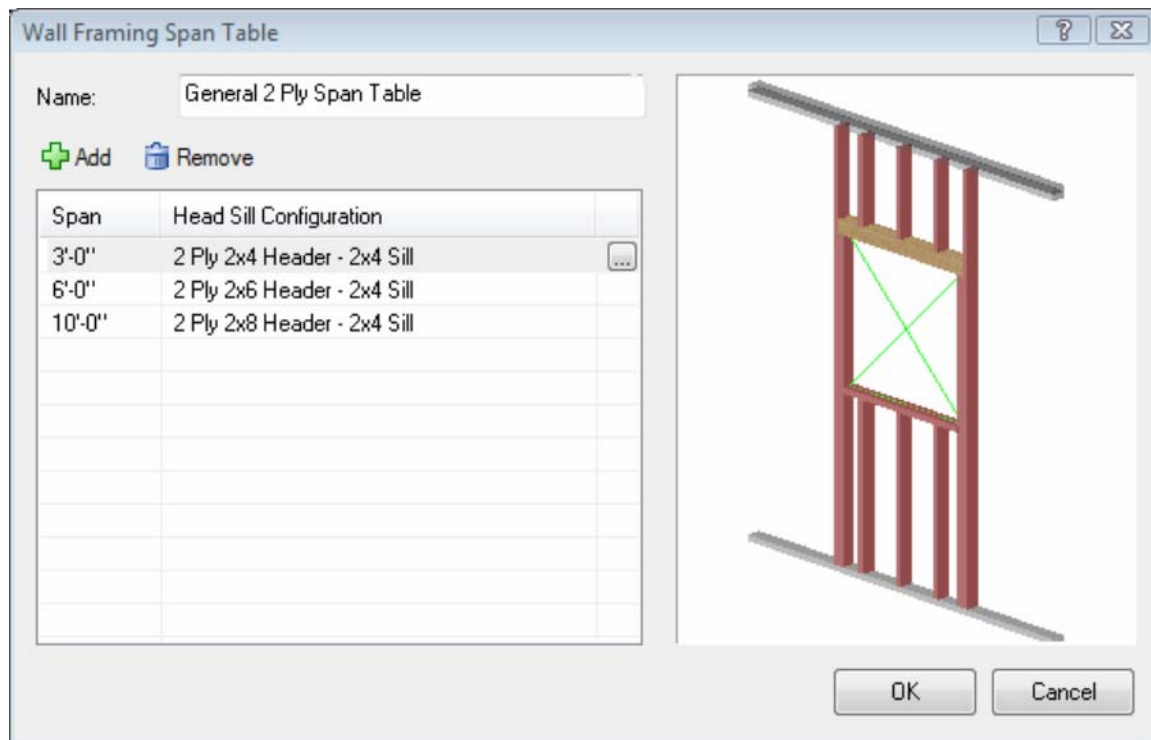 Wall Framing Span Table
Name: General 2 Ply Span Table
Add Remove
Span Head Sill Configuration
3'-0" 2 Ply 2x4 Header - 2x4 Sill ...
6'-0" 2 Ply 2x6 Header - 2x4 Sill
10'-0" 2 Ply 2x8 Header - 2x4 Sill
OK Cancel